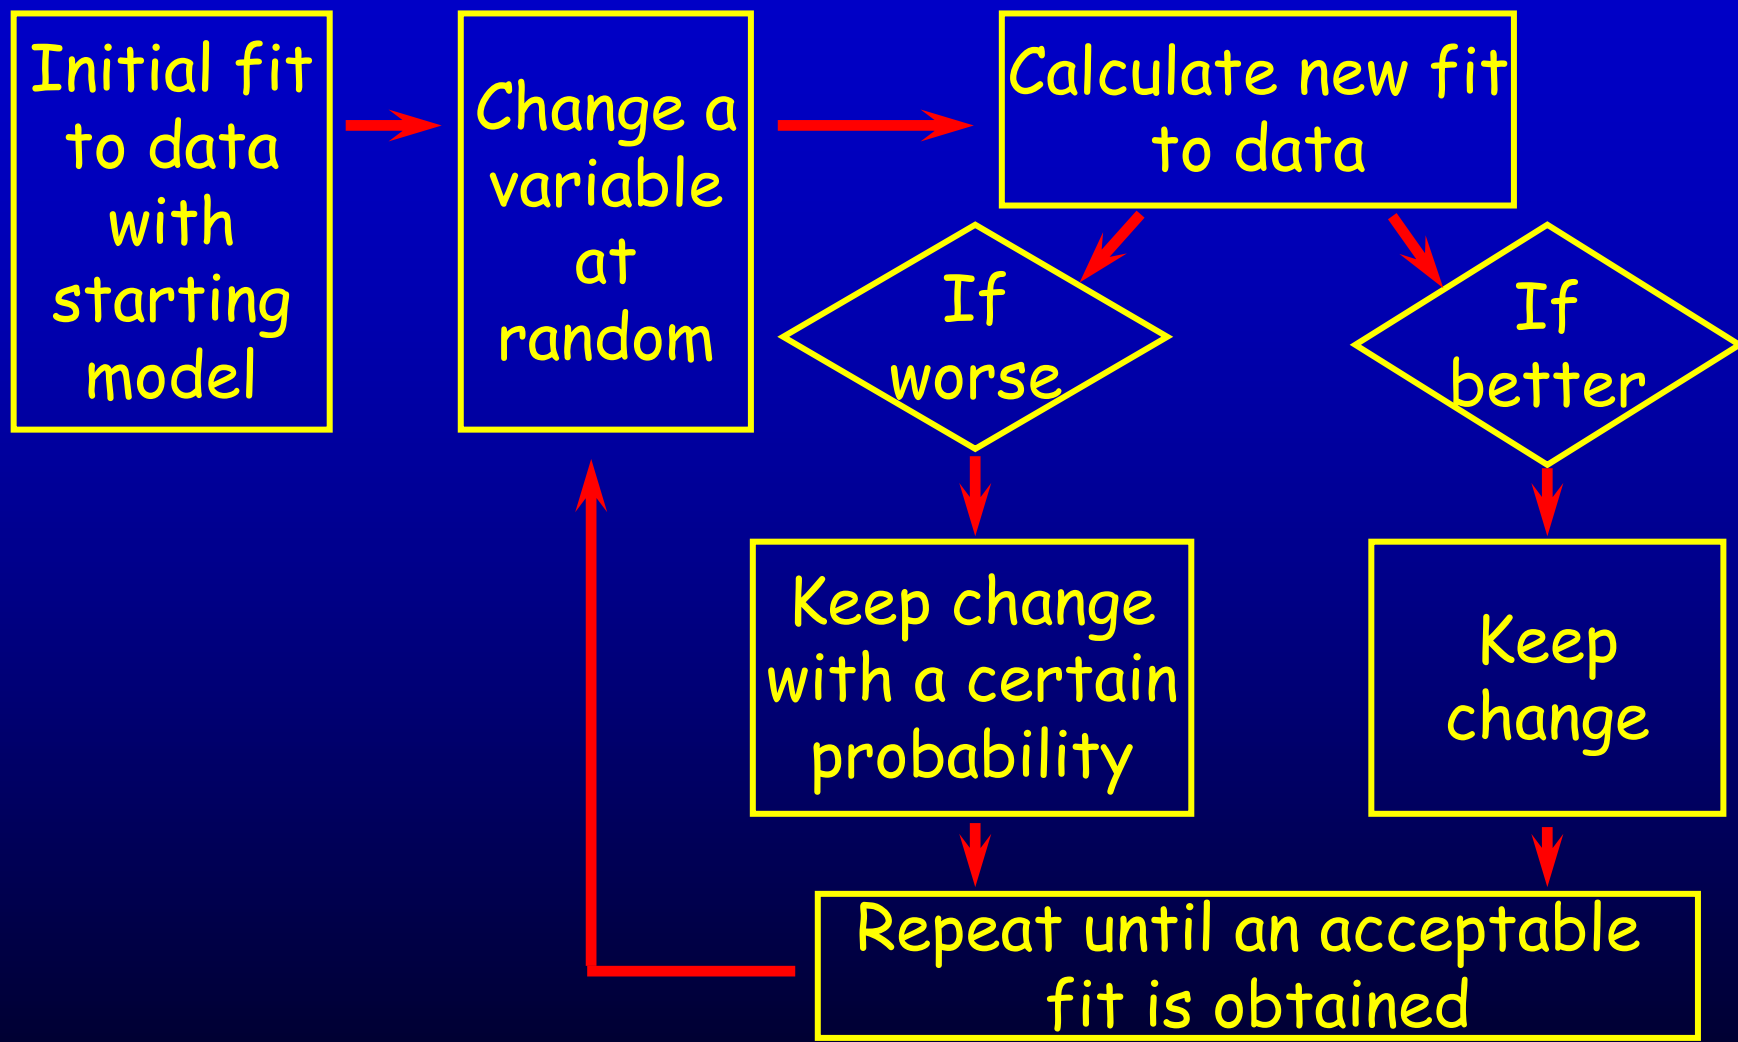 Initial fit
to data
with
starting
model
Change a
variable
at
random
Calculate new fit
to data
If
worse
If
better
Keep change
with a certain
probability
Keep
change
Repeat until an acceptable
fit is obtained